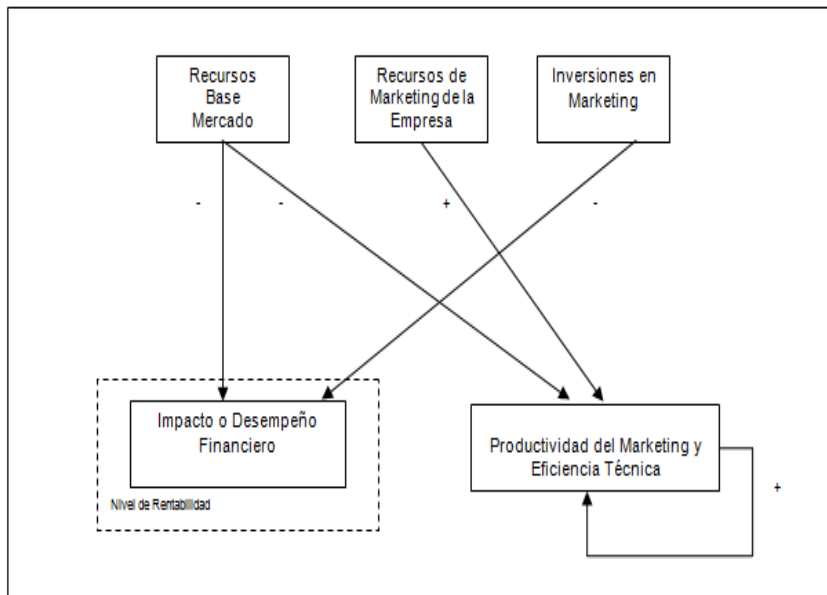 Recursos
Base
Mercado
Recursos de
Marketing de la
Empresa
Inversiones en
Marketing
-
-
+
-
Impacto o Desempeño
Financiero
Nivel de Rentabilidad
Productividad del Marketing y
Eficiencia Técnica
+